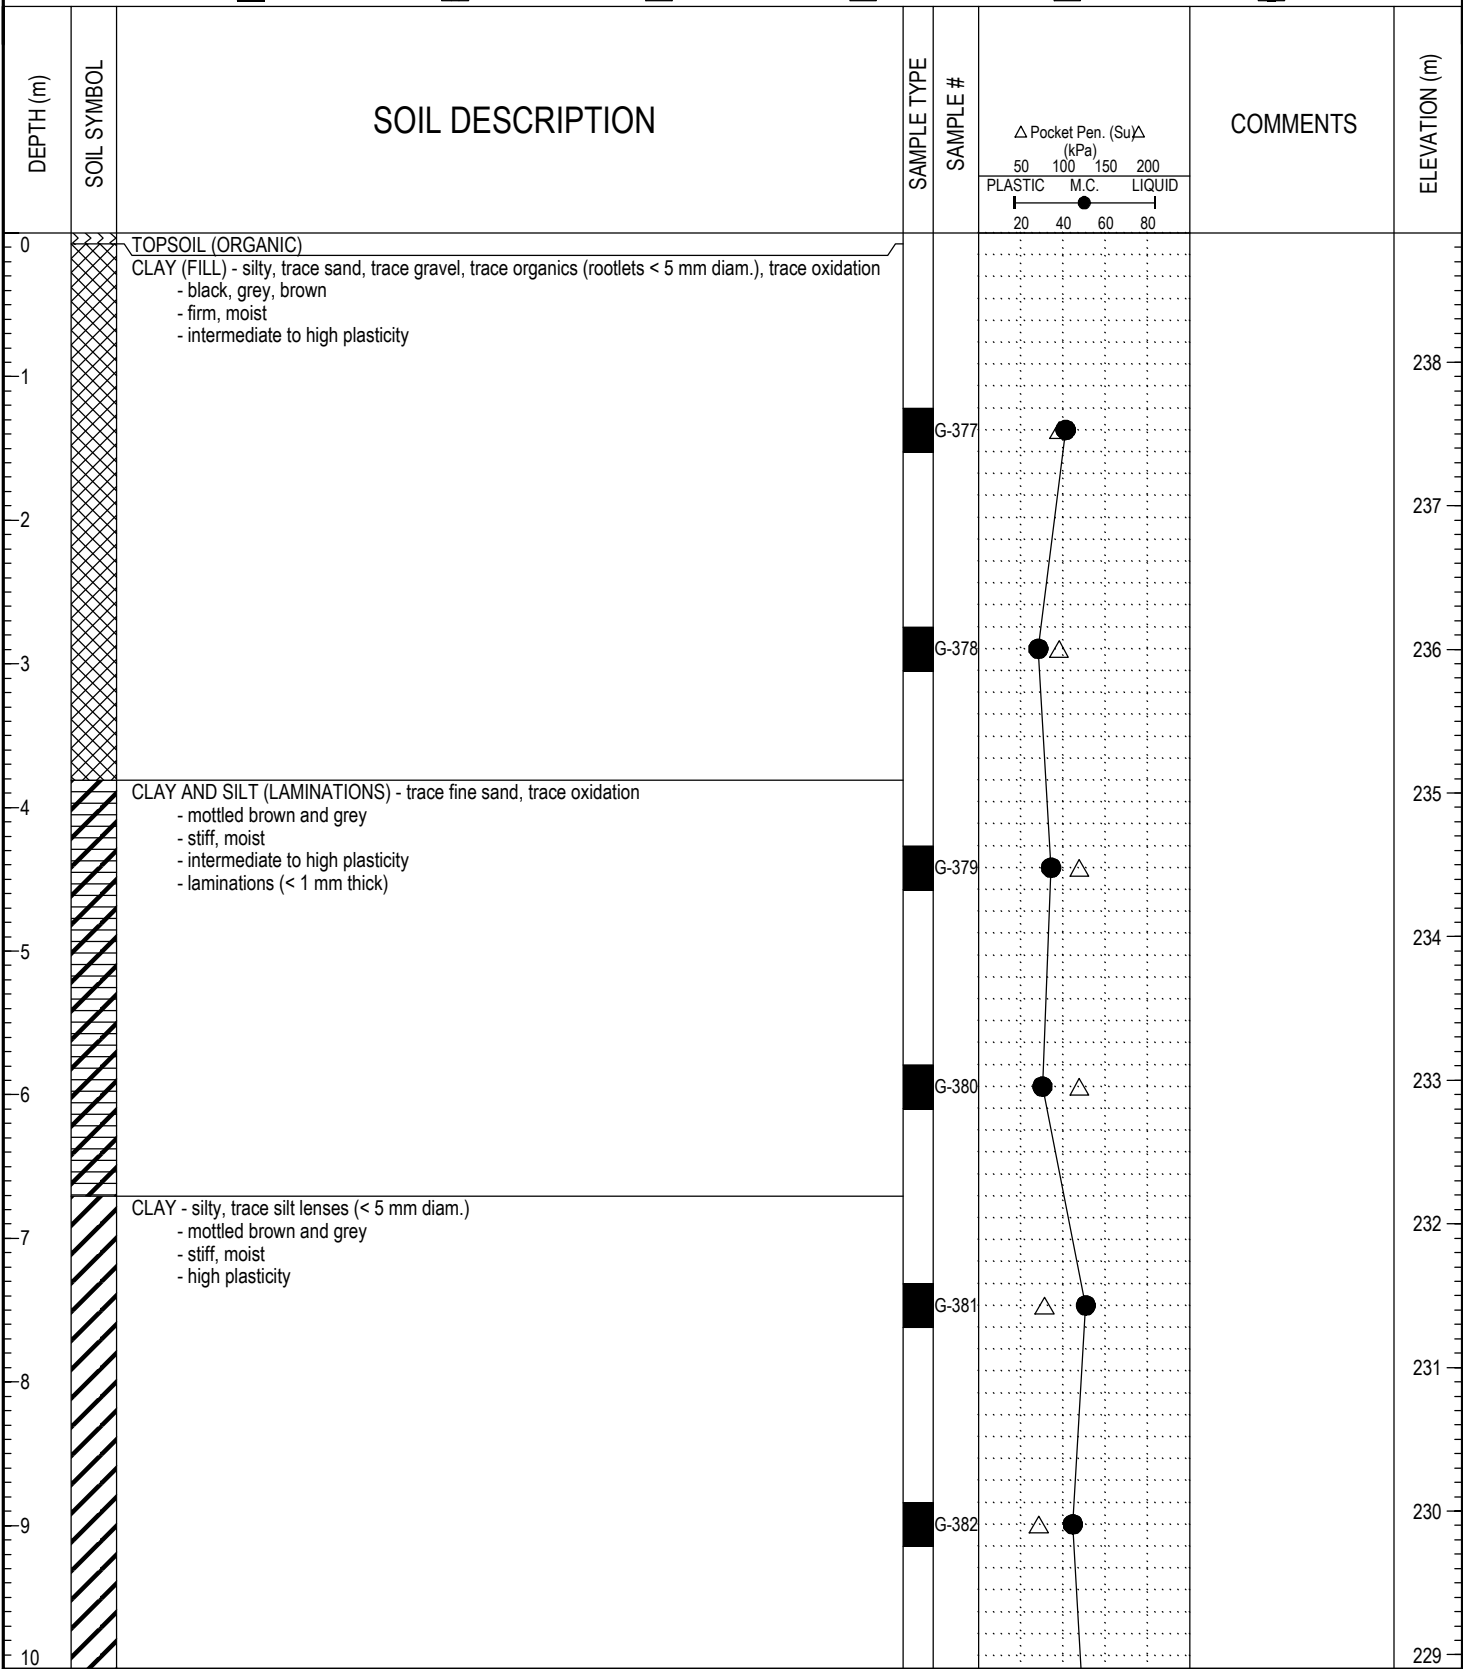 DEPTH (m)
SOIL SYMBOL
SOIL DESCRIPTION
SAMPLE TYPE
SAMPLE #
△ Pocket Pen. (Su)△
(kPa)
50 100 150 200
PLASTIC M.C. LIQUID
20 40 60 80
COMMENTS
ELEVATION (m)
0
TOPSOIL (ORGANIC)
CLAY (FILL) - silty, trace sand, trace gravel, trace organics (rootlets < 5 mm diam.), trace oxidation
- black, grey, brown
- firm, moist
- intermediate to high plasticity
238
1
G-377
237
2
G-378
236
3
CLAY AND SILT (LAMINATIONS) - trace fine sand, trace oxidation
235
4
- mottled brown and grey
- stiff, moist
- intermediate to high plasticity
G-379
- laminations (< 1 mm thick)
234
5
G-380
233
6
CLAY - silty, trace silt lenses (< 5 mm diam.)
232
- mottled brown and grey
7
- stiff, moist
- high plasticity
G-381
231
8
230
G-382
9
229
10